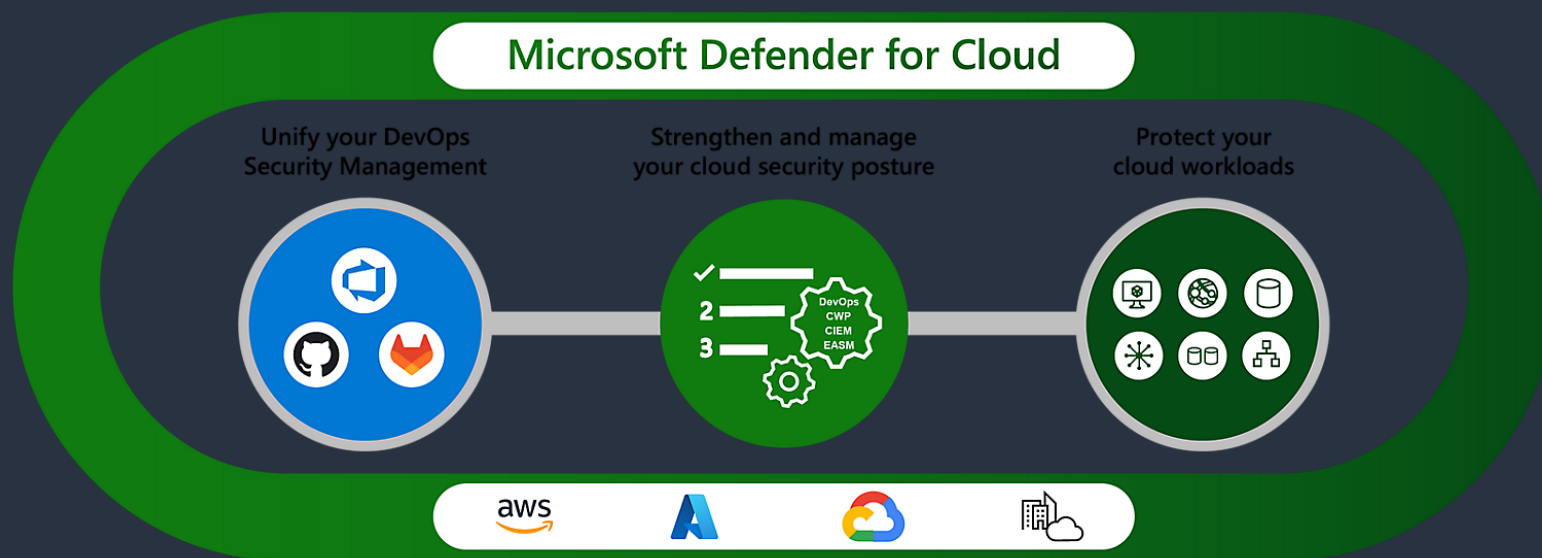 Microsoft Defender for Cloud
Unify your DevOps
Security Management
Strengthen and manage
your cloud security posture
Protect your
cloud workloads
2
3
DevOps
CWP
CIEM
EASM
aws